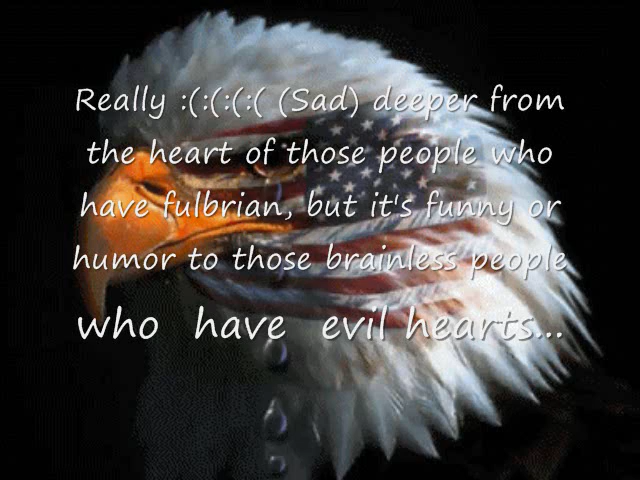 Really :(:(:(:( (Sad) deeper from
the heart of those people who
have fulbrian, but it's funny or
humor to those brainless people
who have evil hearts...